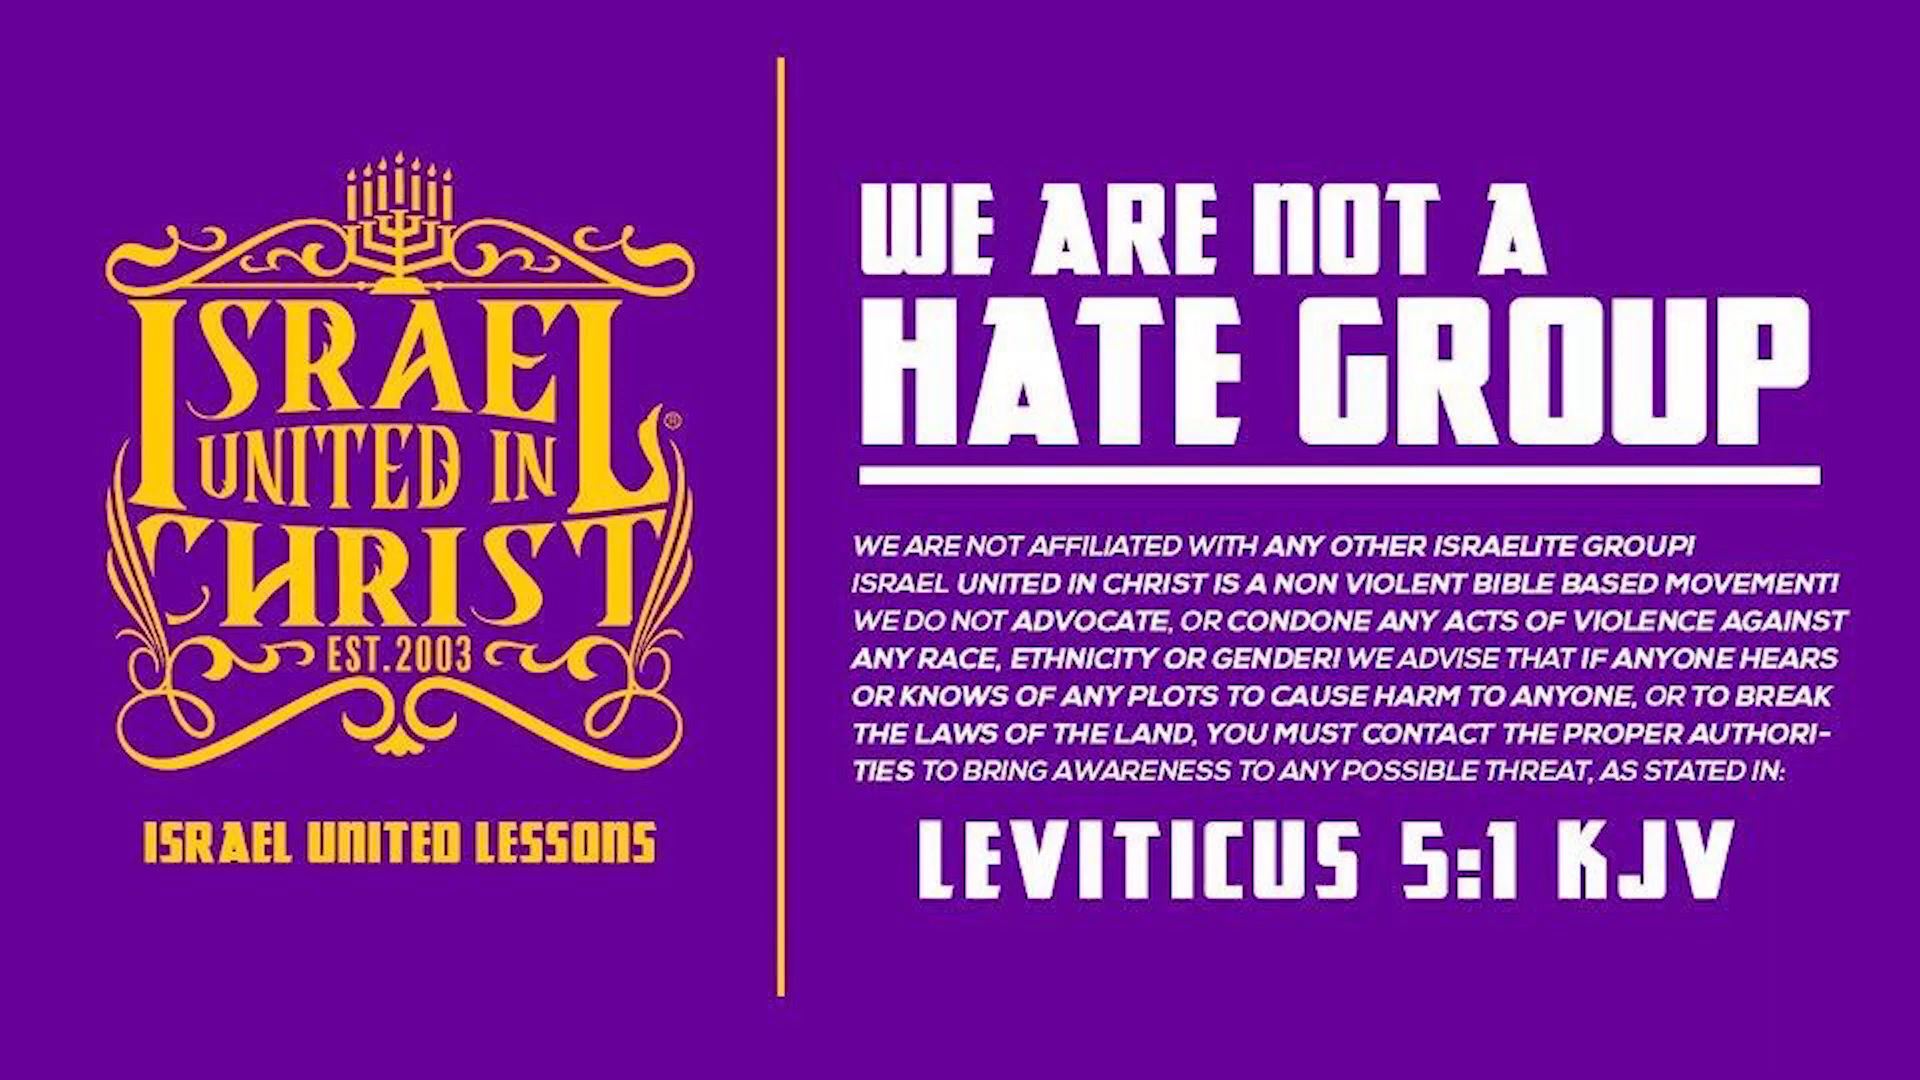 ISRAEL
UNITED IN
CHRIST
®
EST.2003
ISRAEL UNITED LESSONS
WE ARE NOT A
HATE GROUP
WE ARE NOT AFFILIATED WITH ANY OTHER ISRAELITE GROUP!
ISRAEL UNITED IN CHRIST IS A NON VIOLENT BIBLE BASED MOVEMENT!
WE DO NOT ADVOCATE, OR CONDONE ANY ACTS OF VIOLENCE AGAINST
ANY RACE, ETHNICITY OR GENDER! WE ADVISE THAT IF ANYONE HEARS
OR KNOWS OF ANY PLOTS TO CAUSE HARM TO ANYONE, OR TO BREAK
THE LAWS OF THE LAND, YOU MUST CONTACT THE PROPER AUTHORI-
TIES TO BRING AWARENESS TO ANY POSSIBLE THREAT, AS STATED IN:
LEVITICUS 5:1 KJV